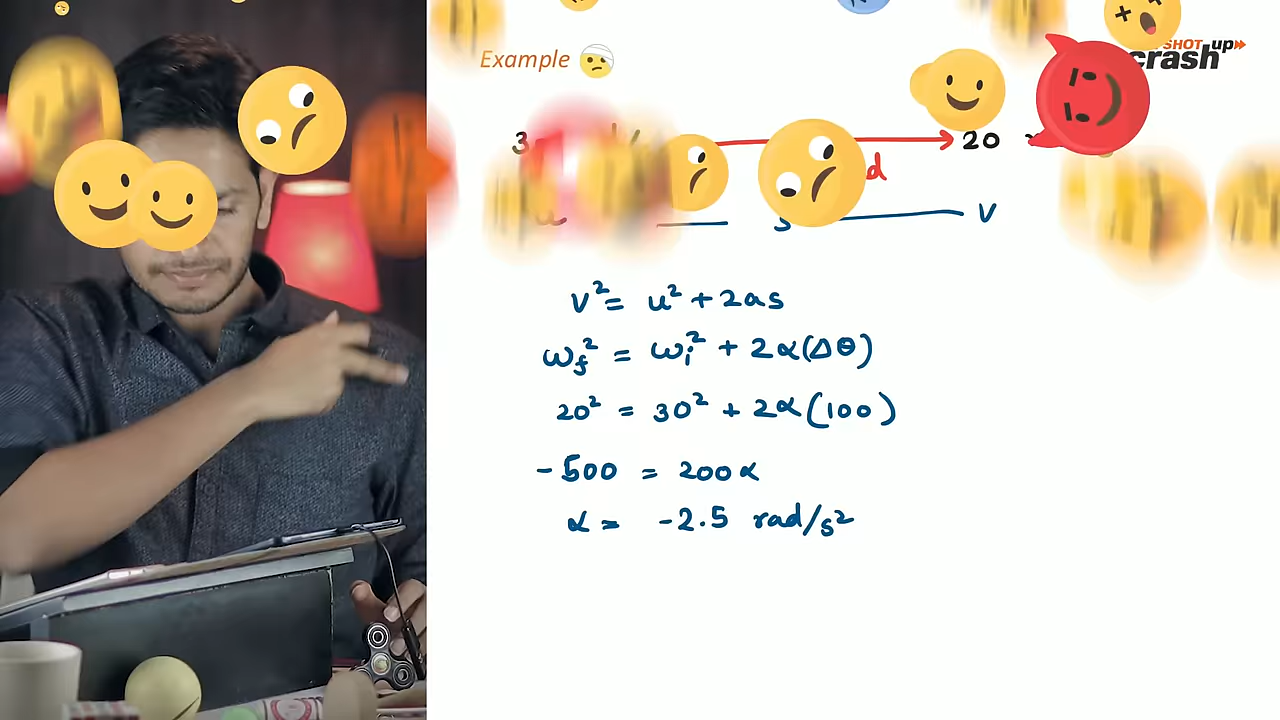 Example
SHOT up
crash
20
d
s v
v² = u² + 2as
ω_f² = ω_i² + 2α(Δθ)
20² = 30² + 2α(100)
-500 = 200α
α = -2.5 rad/s²